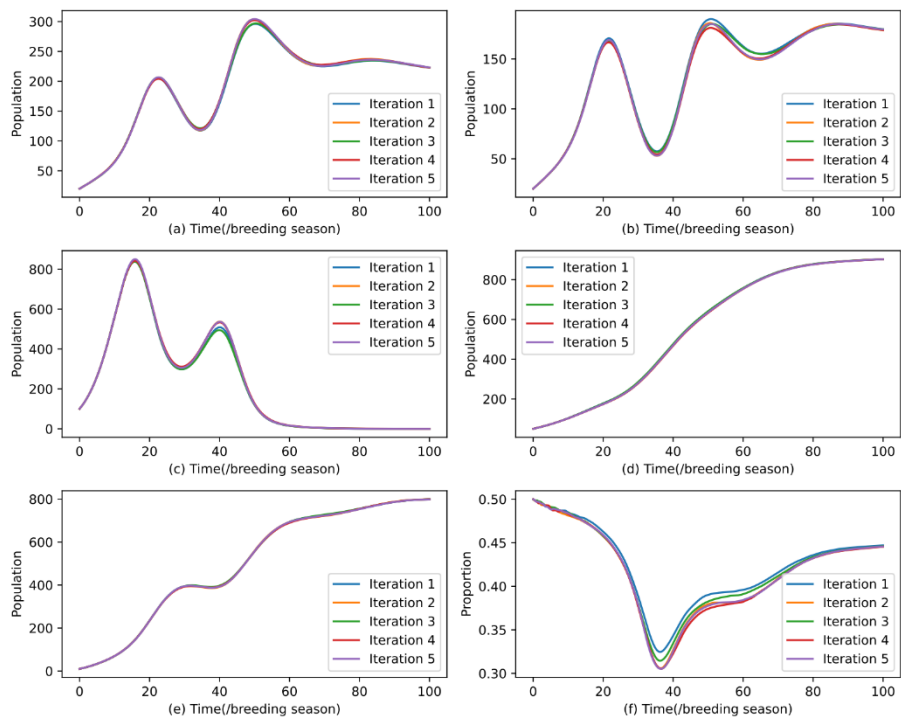 300
250
200
150
100
50
Population
0 20 40 60 80 100
(a) Time(/breeding season)
Iteration 1
Iteration 2
Iteration 3
Iteration 4
Iteration 5
150
100
50
Population
0 20 40 60 80 100
(b) Time(/breeding season)
Iteration 1
Iteration 2
Iteration 3
Iteration 4
Iteration 5
800
600
400
200
0
Population
0 20 40 60 80 100
(c) Time(/breeding season)
Iteration 1
Iteration 2
Iteration 3
Iteration 4
Iteration 5
800
600
400
200
Population
0 20 40 60 80 100
(d) Time(/breeding season)
Iteration 1
Iteration 2
Iteration 3
Iteration 4
Iteration 5
800
600
400
200
0
Population
0 20 40 60 80 100
(e) Time(/breeding season)
Iteration 1
Iteration 2
Iteration 3
Iteration 4
Iteration 5
0.50
0.45
0.40
0.35
0.30
Proportion
0 20 40 60 80 100
(f) Time(/breeding season)
Iteration 1
Iteration 2
Iteration 3
Iteration 4
Iteration 5